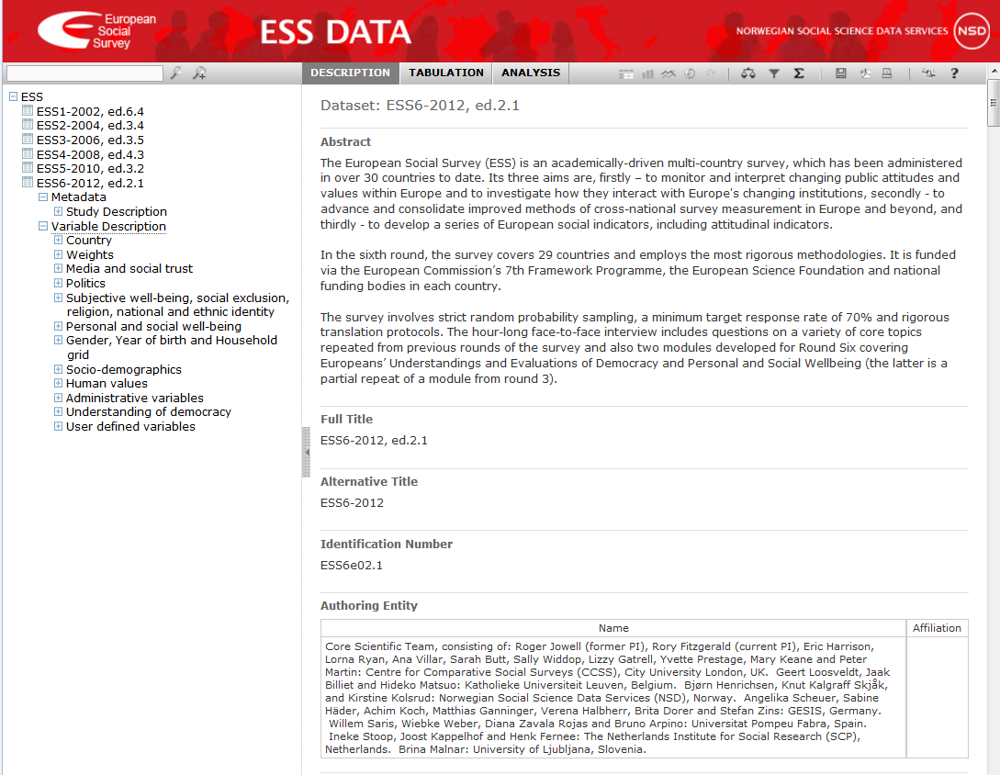 European
Social
Survey
ESS DATA
NORWEGIAN SOCIAL SCIENCE DATA SERVICES
NSD
DESCRIPTION
TABULATION
ANALYSIS
Σ
?
ESS
ESS1-2002, ed.6.4
ESS2-2004, ed.3.4
ESS3-2006, ed.3.5
ESS4-2008, ed.4.3
ESS5-2010, ed.3.2
ESS6-2012, ed.2.1
Metadata
Study Description
Variable Description
Country
Weights
Media and social trust
Politics
Subjective well-being, social exclusion,
religion, national and ethnic identity
Personal and social well-being
Gender, Year of birth and Household
grid
Socio-demographics
Human values
Administrative variables
Understanding of democracy
User defined variables
Dataset: ESS6-2012, ed.2.1
Abstract
The European Social Survey (ESS) is an academically-driven multi-country survey, which has been administered
in over 30 countries to date. Its three aims are, firstly – to monitor and interpret changing public attitudes and
values within Europe and to investigate how they interact with Europe's changing institutions, secondly - to
advance and consolidate improved methods of cross-national survey measurement in Europe and beyond, and
thirdly - to develop a series of European social indicators, including attitudinal indicators.
In the sixth round, the survey covers 29 countries and employs the most rigorous methodologies. It is funded
via the European Commission’s 7th Framework Programme, the European Science Foundation and national
funding bodies in each country.
The survey involves strict random probability sampling, a minimum target response rate of 70% and rigorous
translation protocols. The hour-long face-to-face interview includes questions on a variety of core topics
repeated from previous rounds of the survey and also two modules developed for Round Six covering
Europeans’ Understandings and Evaluations of Democracy and Personal and Social Wellbeing (the latter is a
partial repeat of a module from round 3).
Full Title
ESS6-2012, ed.2.1
Alternative Title
ESS6-2012
Identification Number
ESS6e02.1
Authoring Entity
Name
Affiliation
Core Scientific Team, consisting of: Roger Jowell (former PI), Rory Fitzgerald (current PI), Eric Harrison,
Lorna Ryan, Ana Villar, Sarah Butt, Sally Widdop, Lizzy Gatrell, Yvette Prestage, Mary Keane and Peter
Martin: Centre for Comparative Social Surveys (CCSS), City University London, UK.  Geert Loosveldt, Jaak
Billiet and Hideko Matsuo: Katholieke Universiteit Leuven, Belgium.  Bjørn Henrichsen, Knut Kalgraff Skjåk,
and Kirstine Kolsrud: Norwegian Social Science Data Services (NSD), Norway.  Angelika Scheuer, Sabine
Häder, Achim Koch, Matthias Ganninger, Verena Halbherr, Brita Dorer and Stefan Zins: GESIS, Germany.
Willem Saris, Wiebke Weber, Diana Zavala Rojas and Bruno Arpino: Universitat Pompeu Fabra, Spain.
Ineke Stoop, Joost Kappelhof and Henk Fernee: The Netherlands Institute for Social Research (SCP),
Netherlands.  Brina Malnar: University of Ljubljana, Slovenia.